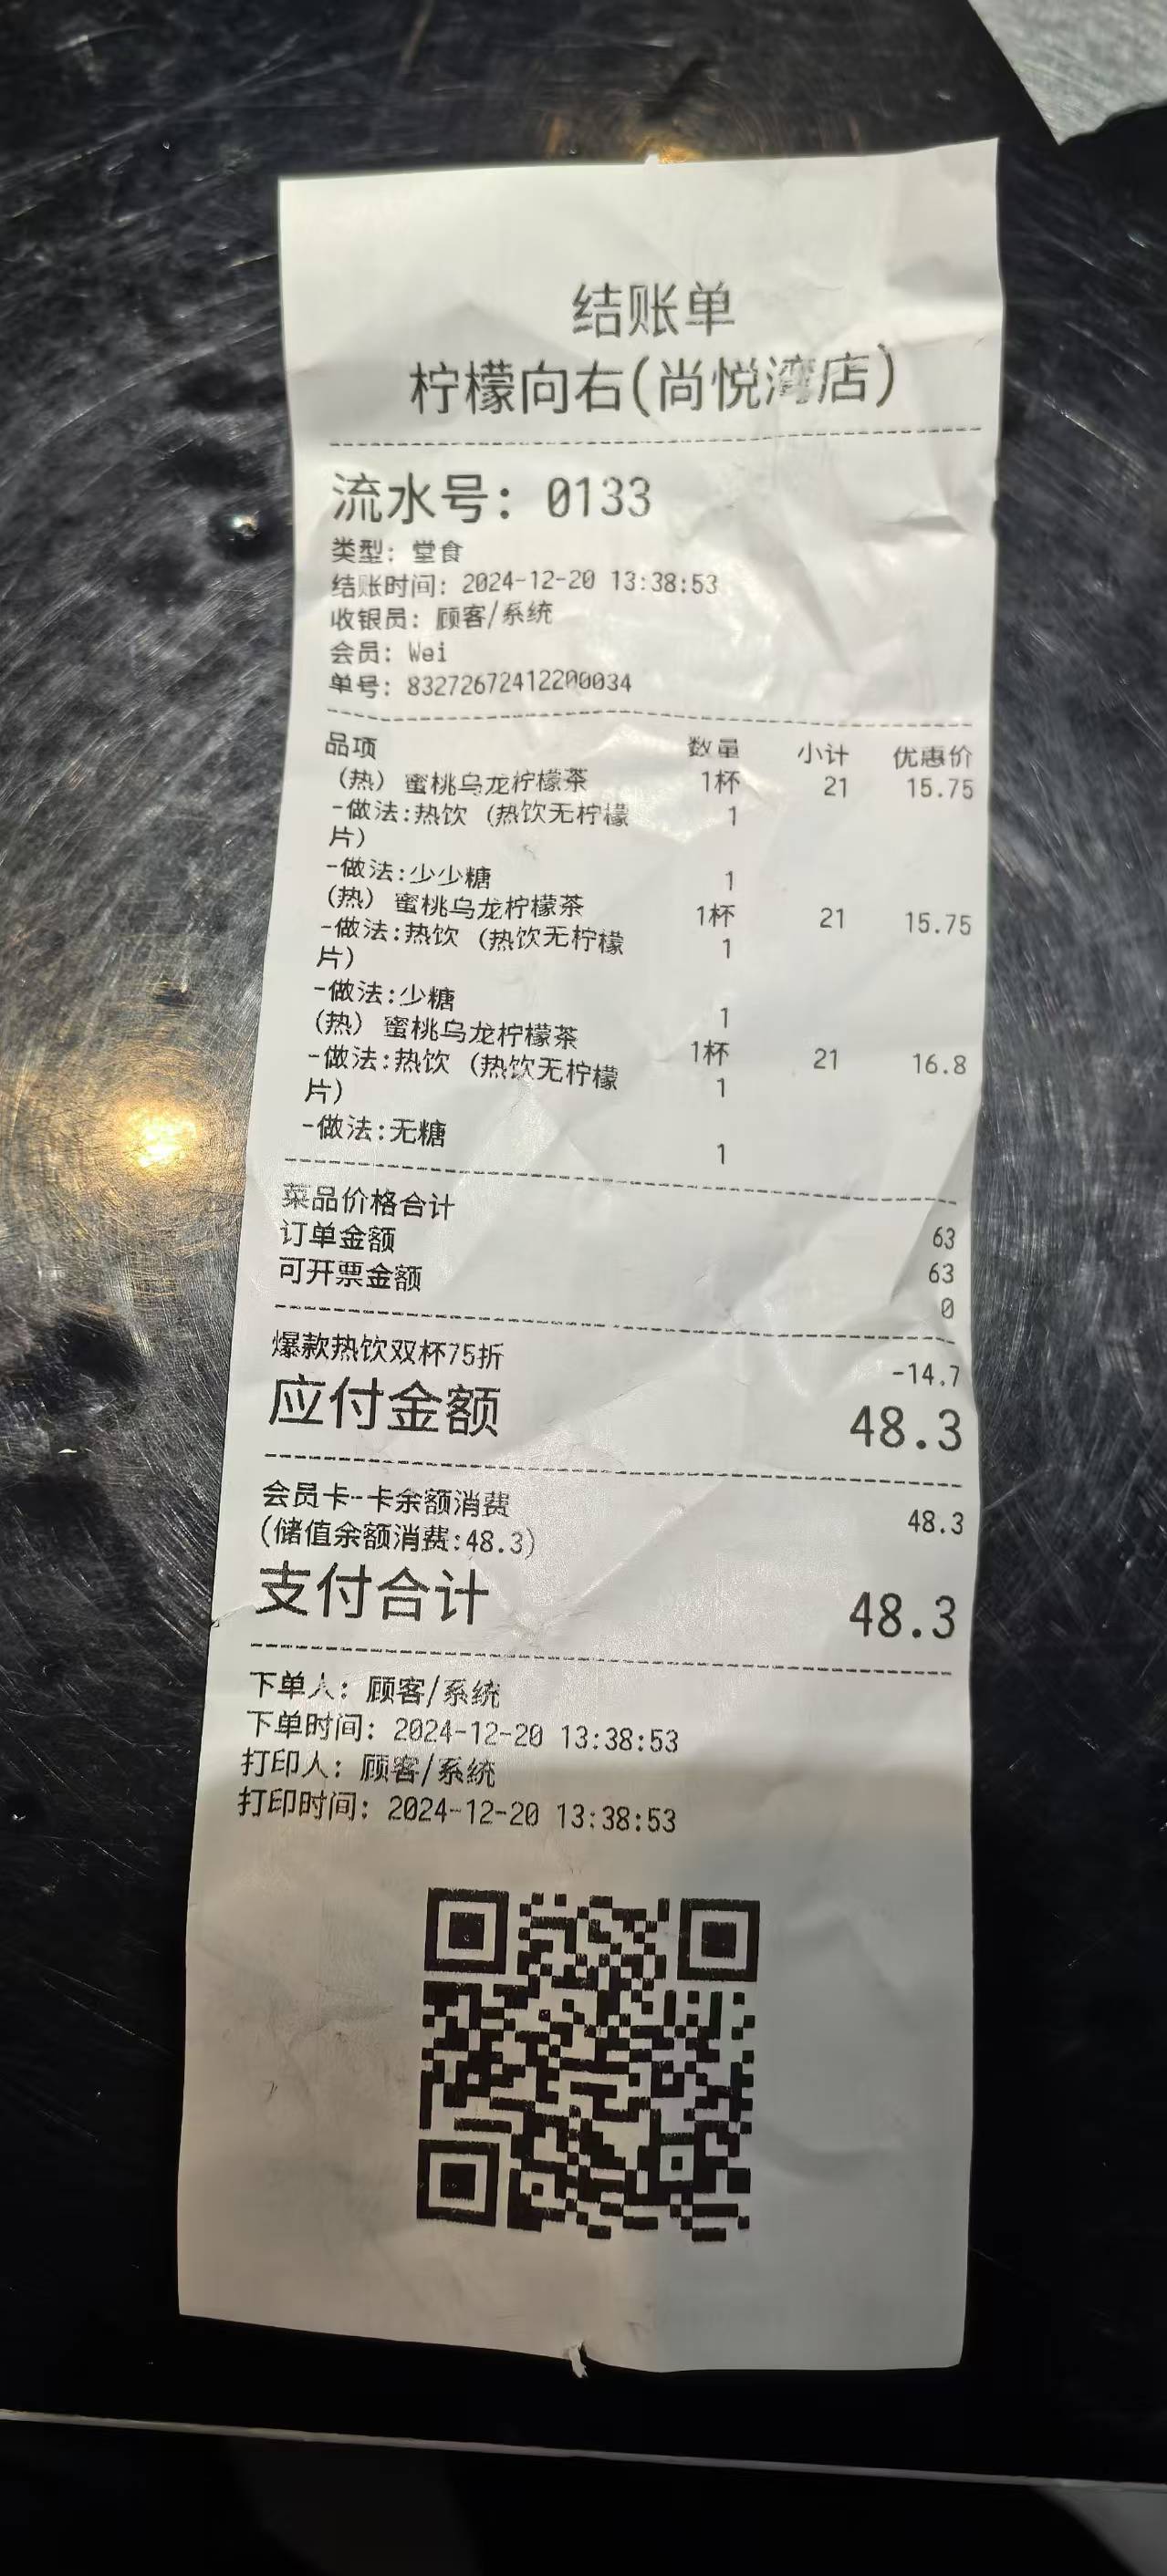 结账单
柠檬向右(尚悦湾店)
流水号: 0133
类型: 堂食
结账时间: 2024-12-20 13:38:53
收银员: 顾客/系统
会员: Wei
单号: 83272672412200034
品项 数量 小计 优惠价
(热) 蜜桃乌龙柠檬茶 1杯 21 15.75
-做法:热饮 (热饮无柠檬 1
片)
-做法:少少糖 1
(热) 蜜桃乌龙柠檬茶 1杯 21 15.75
-做法:热饮 (热饮无柠檬 1
片)
-做法:少糖 1
(热) 蜜桃乌龙柠檬茶 1杯 21 16.8
-做法:热饮 (热饮无柠檬 1
片)
-做法:无糖 1
菜品价格合计 63
订单金额 63
可开票金额 0
爆款热饮双杯75折 -14.7
应付金额 48.3
会员卡--卡余额消费 48.3
(储值余额消费:48.3)
支付合计 48.3
下单人: 顾客/系统
下单时间: 2024-12-20 13:38:53
打印人: 顾客/系统
打印时间: 2024-12-20 13:38:53